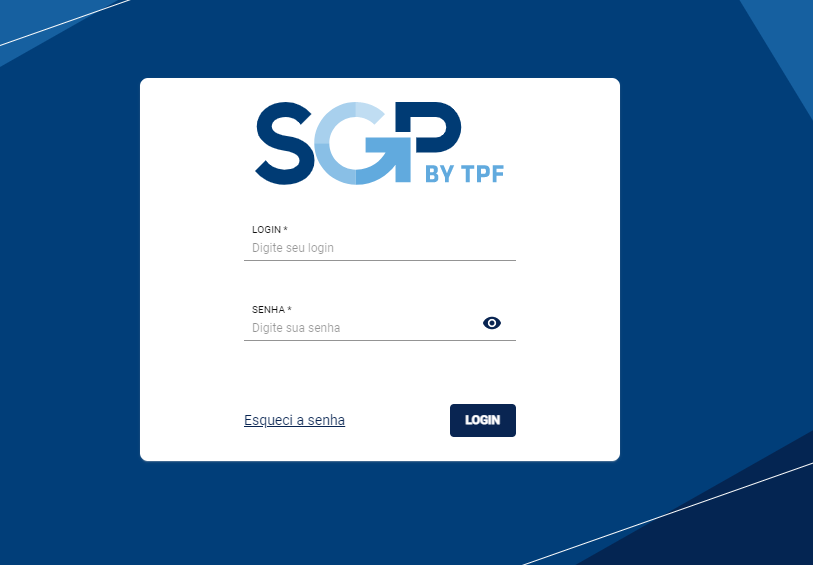 SGP
BY TPF
LOGIN *
Digite seu login
SENHA *
Digite sua senha
Esqueci a senha
LOGIN